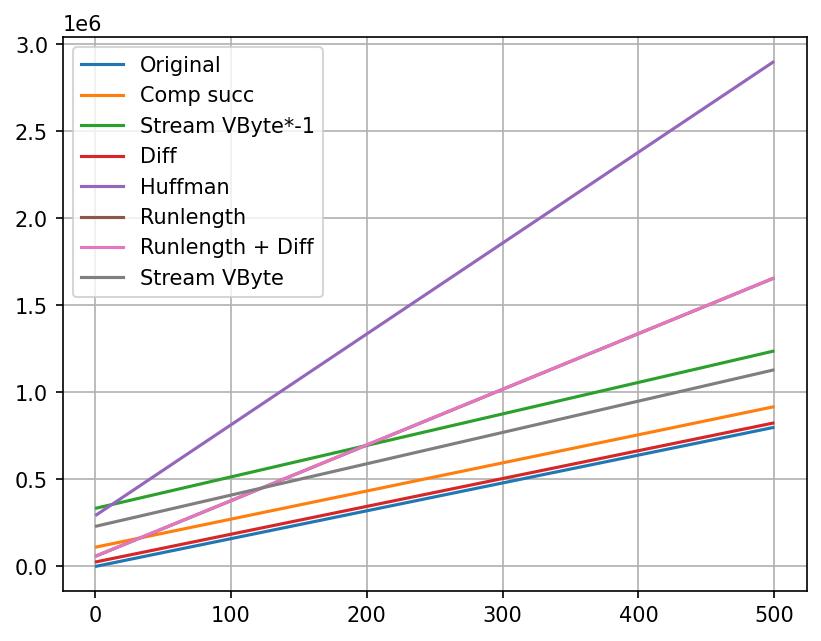 1e6
3.0
2.5
2.0
1.5
1.0
0.5
0.0
Original
Comp succ
Stream VByte*-1
Diff
Huffman
Runlength
Runlength + Diff
Stream VByte
0 100 200 300 400 500